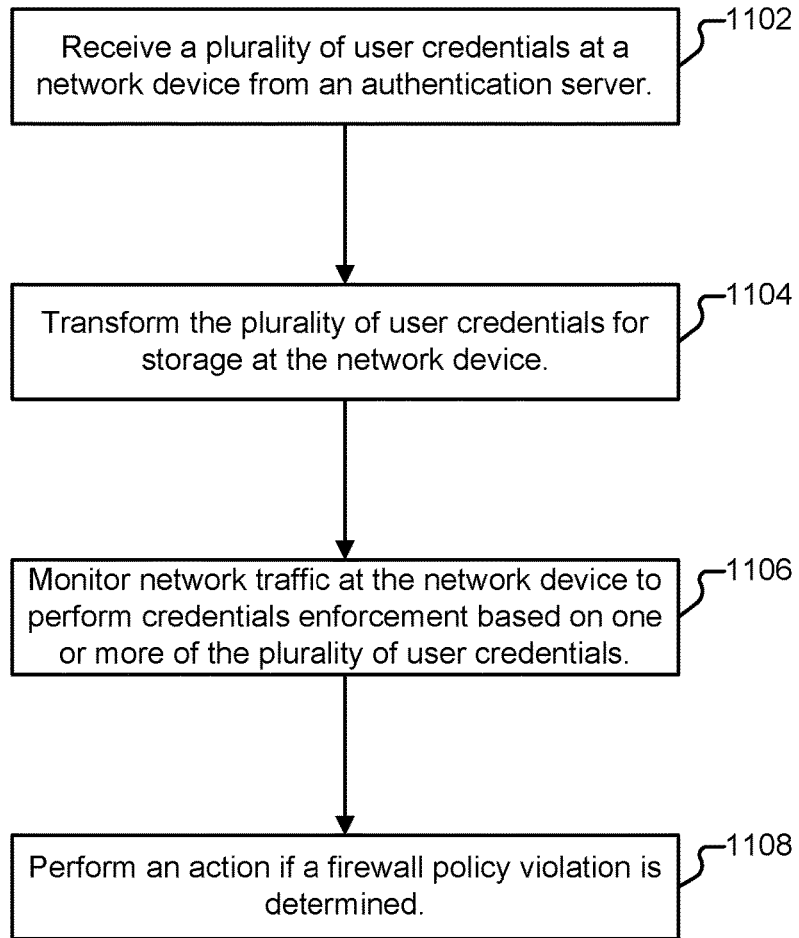 1102
Receive a plurality of user credentials at a
network device from an authentication server.
1104
Transform the plurality of user credentials for
storage at the network device.
1106
Monitor network traffic at the network device to
perform credentials enforcement based on one
or more of the plurality of user credentials.
1108
Perform an action if a firewall policy violation is
determined.